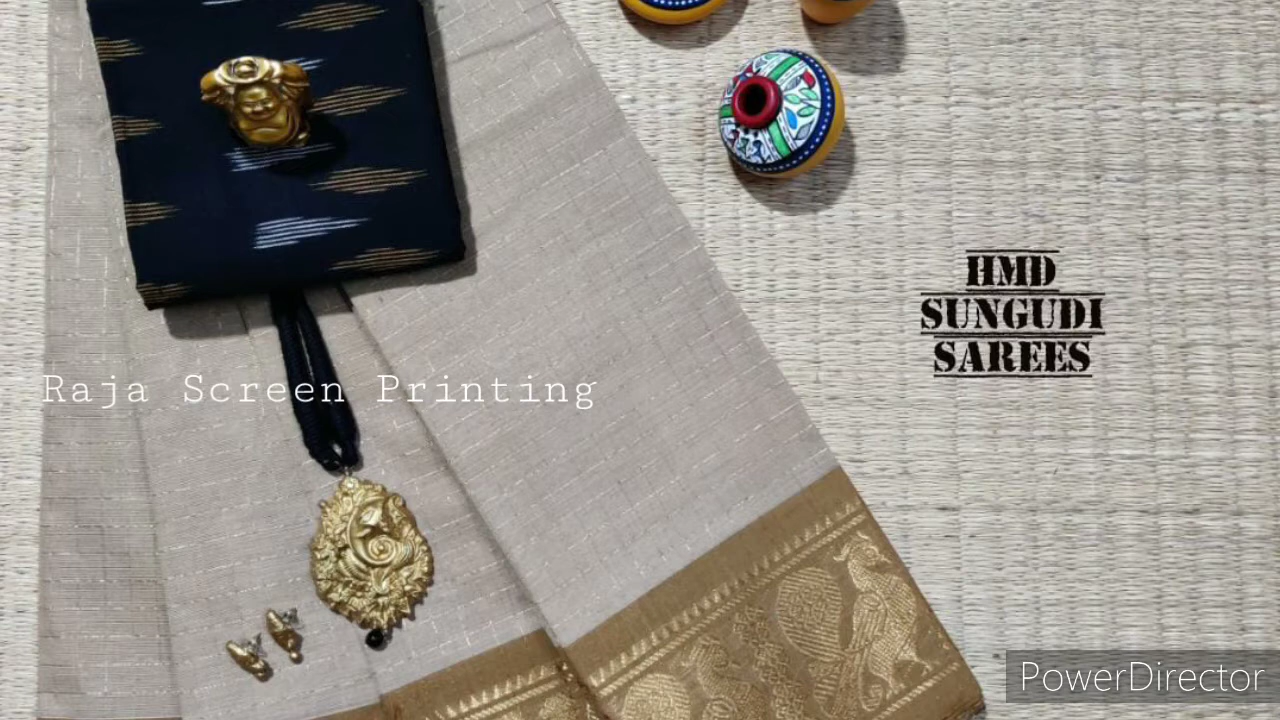 HMD
SUNGUDI
SAREES
Raja Screen Printing
PowerDirector